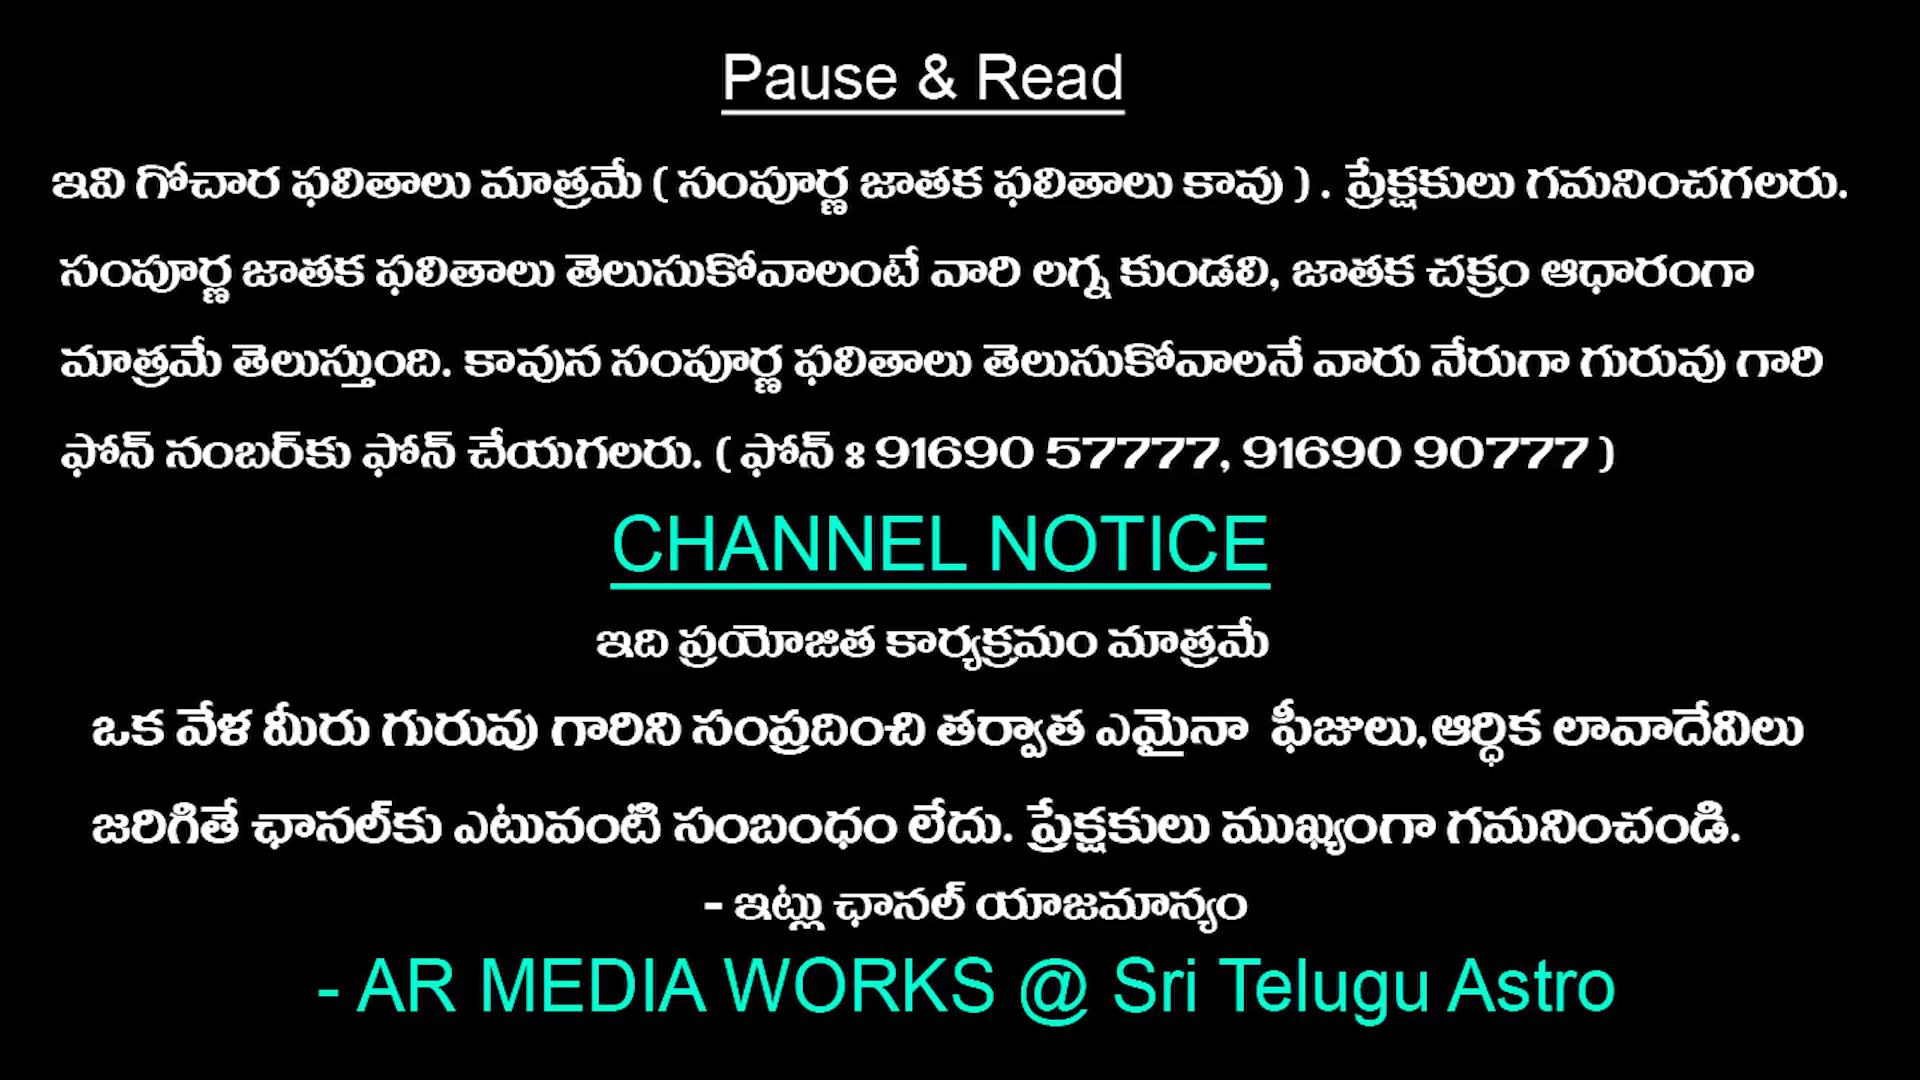 Pause & Read
ఇవి గోచార ఫలితాలు మాత్రమే ( సంపూర్ణ జాతక ఫలితాలు కావు ) . ప్రేక్షకులు గమనించగలరు.
సంపూర్ణ జాతక ఫలితాలు తెలుసుకోవాలంటే వారి లగ్న కుండలి, జాతక చక్రం ఆధారంగా
మాత్రమే తెలుస్తుంది. కావున సంపూర్ణ ఫలితాలు తెలుసుకోవాలనే వారు నేరుగా గురువు గారి
ఫోన్ నంబర్‌కు ఫోన్ చేయగలరు. ( ఫోన్ ః 91690 57777, 91690 90777 )
CHANNEL NOTICE
ఇది ప్రయోజిత కార్యక్రమం మాత్రమే
ఒక వేళ మీరు గురువు గారిని సంప్రదించి తర్వాత ఎమైనా ఫీజులు,ఆర్ధిక లావాదేవిలు
జరిగితే ఛానల్‌కు ఎటువంటి సంబంధం లేదు. ప్రేక్షకులు ముఖ్యంగా గమనించండి.
- ఇట్లు ఛానల్ యాజమాన్యం
- AR MEDIA WORKS @ Sri Telugu Astro